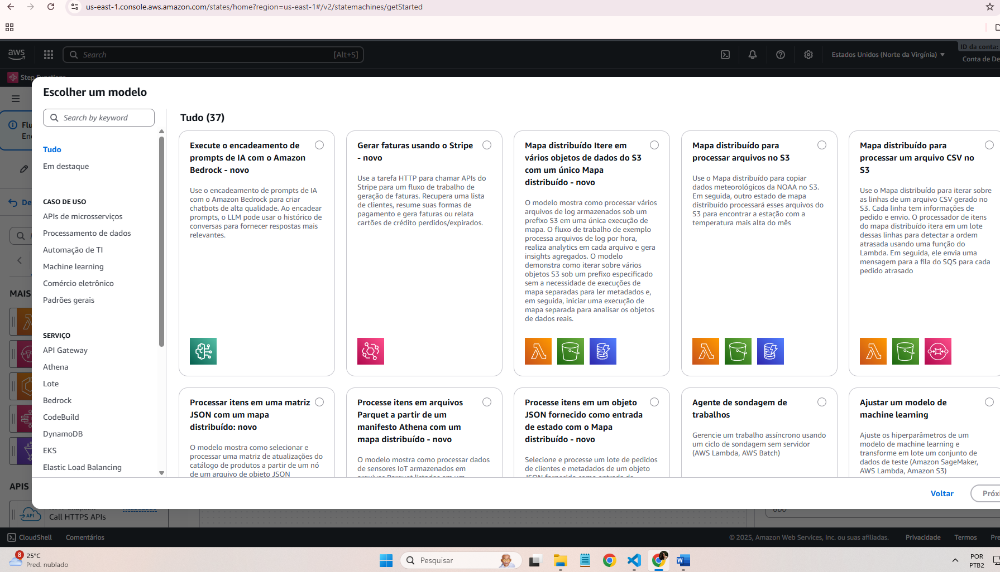 us-east-1.console.aws.amazon.com/states/home?region=us-east-1#/v2/statemachines/getStarted
aws
Search
[Alt+S]
Estados Unidos (Norte da Virgínia)
ID da conta:
Conta de De
Escolher um modelo
Search by keyword
Tudo
Em destaque
CASO DE USO
APIs de microsserviços
Processamento de dados
Automação de TI
Machine learning
Comércio eletrônico
Padrões gerais
SERVIÇO
API Gateway
Athena
Lote
Bedrock
CodeBuild
DynamoDB
EKS
Elastic Load Balancing
Tudo (37)
Execute o encadeamento de
prompts de IA com o Amazon
Bedrock - novo
Use o encadeamento de prompts de IA
com o Amazon Bedrock para criar
chatbots de alta qualidade. Ao encadear
prompts, o LLM pode usar o histórico de
conversas para fornecer respostas mais
relevantes.
Gerar faturas usando o Stripe
- novo
Use a tarefa HTTP para chamar APIs do
Stripe para um fluxo de trabalho de
geração de faturas. Recupera uma lista
de clientes, resume suas formas de
pagamento e gera faturas ou relata
cartões de crédito perdidos/expirados.
Mapa distribuído Itere em
vários objetos de dados do S3
com um único Mapa
distribuído - novo
O modelo mostra como processar vários
arquivos de log armazenados sob um
prefixo S3 em uma única execução de
mapa. O fluxo de trabalho de exemplo
processa arquivos de log por hora,
realiza analytics em cada arquivo e gera
insights agregados. O modelo
demonstra como iterar sobre vários
objetos S3 sob um prefixo especificado
sem a necessidade de execuções de
mapa separadas para ler metadados e,
em seguida, iniciar uma execução de
mapa separada para analisar os objetos
de dados reais.
Mapa distribuído para
processar arquivos no S3
Use o Mapa distribuído para copiar
dados meteorológicos da NOAA no S3.
Em seguida, outro estado de mapa
distribuído processará esses arquivos do
S3 para encontrar a estação com a
temperatura mais alta do mês
Mapa distribuído para
processar um arquivo CSV no
S3
Use o Mapa distribuído para iterar sobre
as linhas de um arquivo CSV gerado no
S3. Cada linha tem informações de
pedido e envio. O processador de itens
do mapa distribuído itera em um lote
dessas linhas para detectar a ordem
atrasada usando uma função do
Lambda. Em seguida, ele envia uma
mensagem para a fila do SQS para cada
pedido atrasado
Processar itens em uma matriz
JSON com um mapa
distribuído: novo
O modelo mostra como selecionar e
processar uma matriz de atualizações do
catálogo de produtos a partir de um nó
de um arquivo de objeto JSON
Processe itens em arquivos
Parquet a partir de um
manifesto Athena com um
mapa distribuído - novo
O modelo mostra como processar dados
de sensores IoT armazenados em
arquivos Parquet listados em um
Processe itens em um objeto
JSON fornecido como entrada
de estado com o Mapa
distribuído - novo
Selecione e processe um lote de pedidos
de clientes e metadados de um objeto
JSON fornecido como entrada de
Agente de sondagem de
trabalhos
Gerencie um trabalho assíncrono usando
um ciclo de sondagem sem servidor
(AWS Lambda, AWS Batch)
Ajustar um modelo de
machine learning
Ajuste os hiperparâmetros de um
modelo de machine learning e
transforme em lote um conjunto de
dados de teste (Amazon SageMaker,
AWS Lambda, Amazon S3)
Voltar
Próxi
Flu
En
De
MAIS
APIS
API
Call HTTPS APIs
600
CloudShell
Comentários
© 2025, Amazon Web Services, Inc. ou suas afiliadas.
Privacidade
Termos
Pre
8
25°C
Pred. nublado
Pesquisar
POR
PTB2